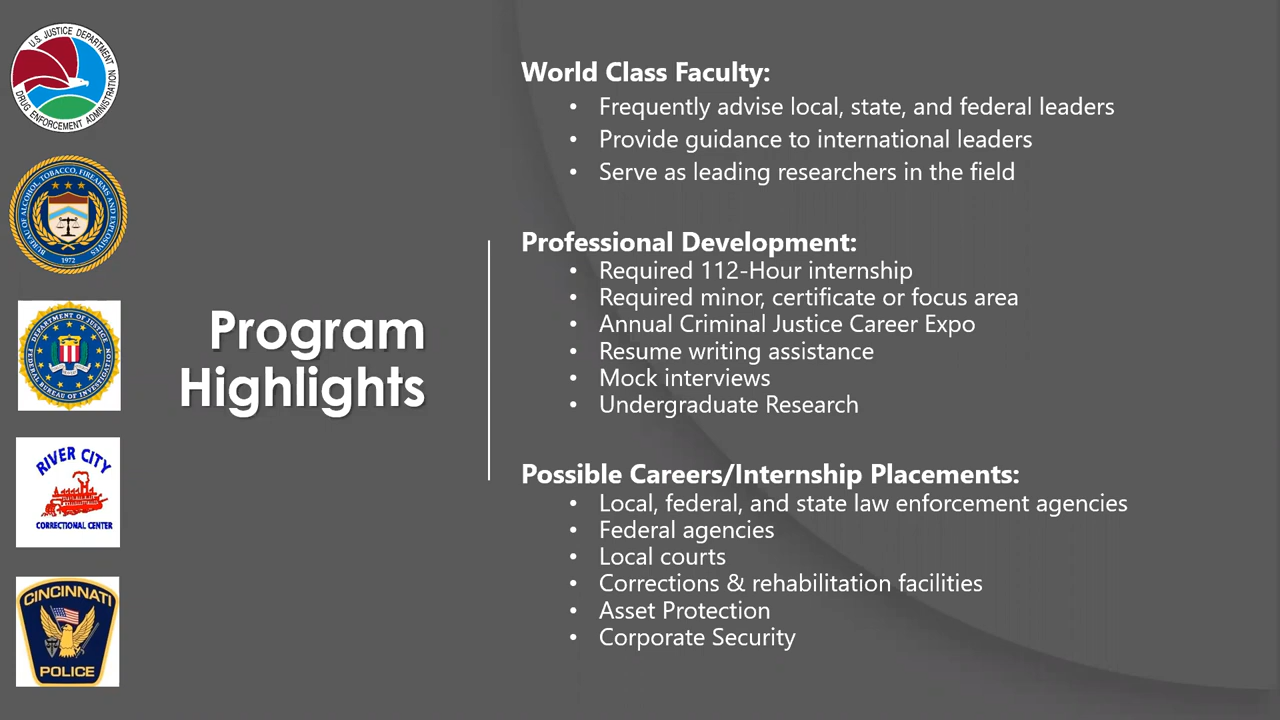 U.S. JUSTICE DEPARTMENT
DRUG ENFORCEMENT ADMINISTRATION
BUREAU OF ALCOHOL, TOBACCO, FIREARMS AND EXPLOSIVES
1972
DEPARTMENT OF JUSTICE
FEDERAL BUREAU OF INVESTIGATION
RIVER CITY
CORRECTIONAL CENTER
CINCINNATI
POLICE
Program
Highlights
World Class Faculty:
• Frequently advise local, state, and federal leaders
• Provide guidance to international leaders
• Serve as leading researchers in the field
Professional Development:
• Required 112-Hour internship
• Required minor, certificate or focus area
• Annual Criminal Justice Career Expo
• Resume writing assistance
• Mock interviews
• Undergraduate Research
Possible Careers/Internship Placements:
• Local, federal, and state law enforcement agencies
• Federal agencies
• Local courts
• Corrections & rehabilitation facilities
• Asset Protection
• Corporate Security